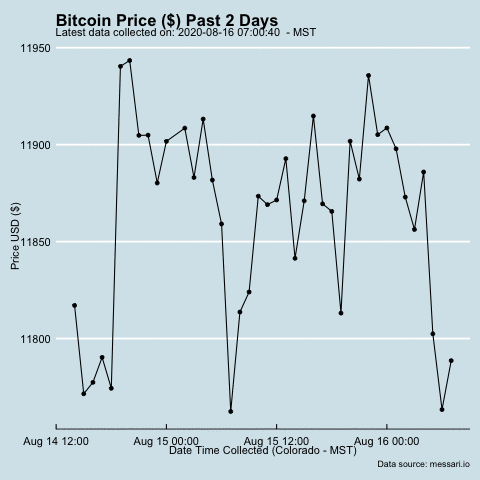 Bitcoin Price ($) Past 2 Days
Latest data collected on: 2020-08-16 07:00:40  - MST
11950
11900
11850
11800
Price USD ($)
Aug 14 12:00
Aug 15 00:00
Aug 15 12:00
Aug 16 00:00
Date Time Collected (Colorado - MST)
Data source: messari.io